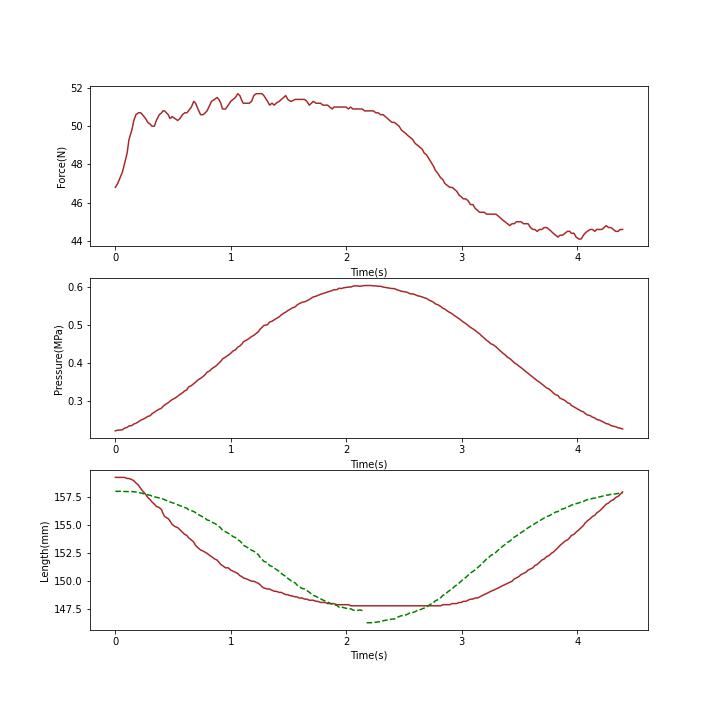 52
50
48
46
44
Force(N)
0 1 2 3 4
Time(s)
0.6
0.5
0.4
0.3
Pressure(MPa)
0 1 2 3 4
Time(s)
157.5
155.0
152.5
150.0
147.5
Length(mm)
0 1 2 3 4
Time(s)